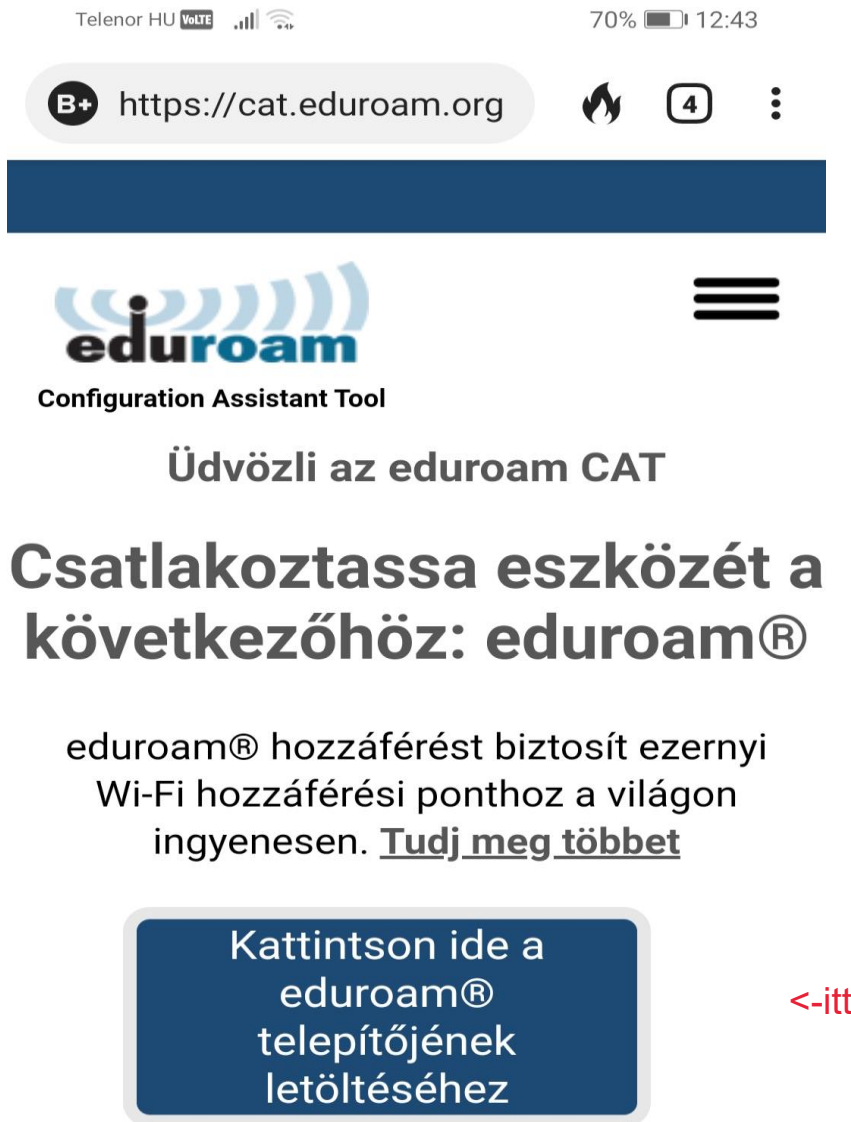 Telenor HU VoLTE 70% 12:43
B+ https://cat.eduroam.org 4
eduroam
Configuration Assistant Tool
Üdvözli az eduroam CAT
Csatlakoztassa eszközét a
következőhöz: eduroam®
eduroam® hozzáférést biztosít ezernyi
Wi-Fi hozzáférési ponthoz a világon
ingyenesen. Tudj meg többet
Kattintson ide a
eduroam®
<-itt
telepítőjének
letöltéséhez